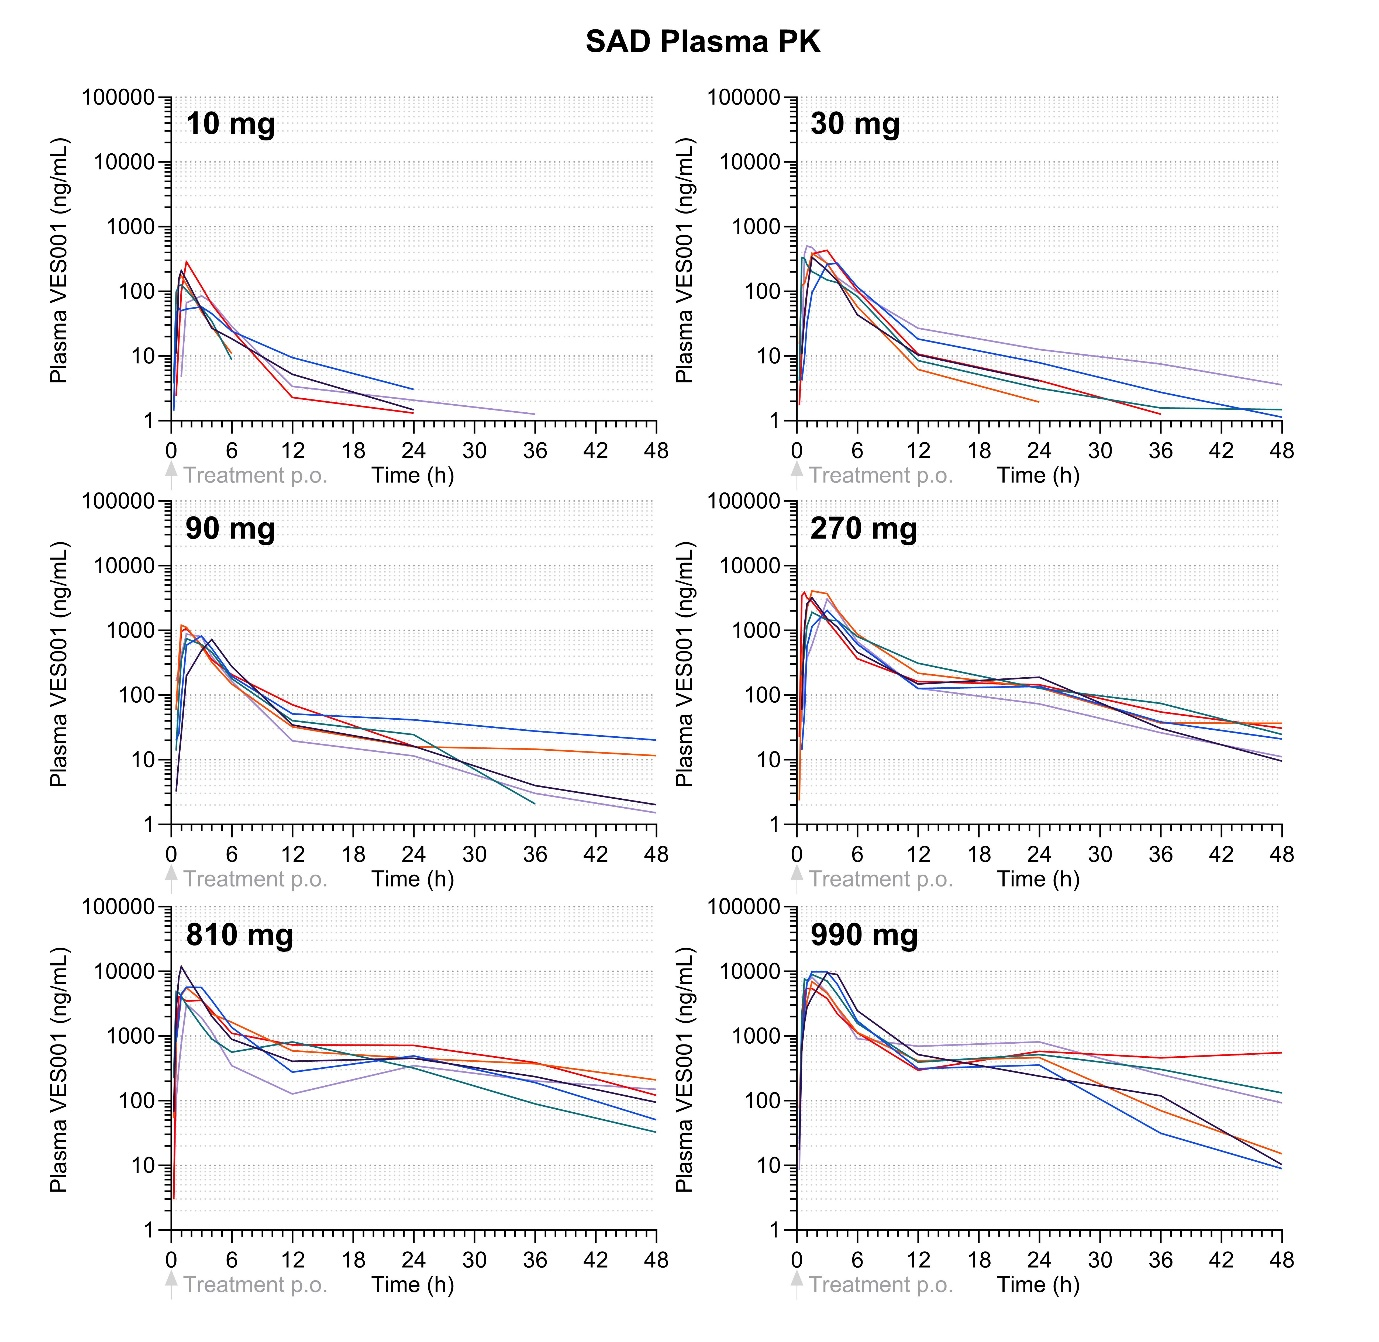 SAD Plasma PK
10 mg
Plasma VES001 (ng/mL)
100000
10000
1000
100
10
1
0 6 12 18 24 30 36 42 48
Treatment p.o. Time (h)
30 mg
Plasma VES001 (ng/mL)
100000
10000
1000
100
10
1
0 6 12 18 24 30 36 42 48
Treatment p.o. Time (h)
90 mg
Plasma VES001 (ng/mL)
100000
10000
1000
100
10
1
0 6 12 18 24 30 36 42 48
Treatment p.o. Time (h)
270 mg
Plasma VES001 (ng/mL)
100000
10000
1000
100
10
1
0 6 12 18 24 30 36 42 48
Treatment p.o. Time (h)
810 mg
Plasma VES001 (ng/mL)
100000
10000
1000
100
10
1
0 6 12 18 24 30 36 42 48
Treatment p.o. Time (h)
990 mg
Plasma VES001 (ng/mL)
100000
10000
1000
100
10
1
0 6 12 18 24 30 36 42 48
Treatment p.o. Time (h)